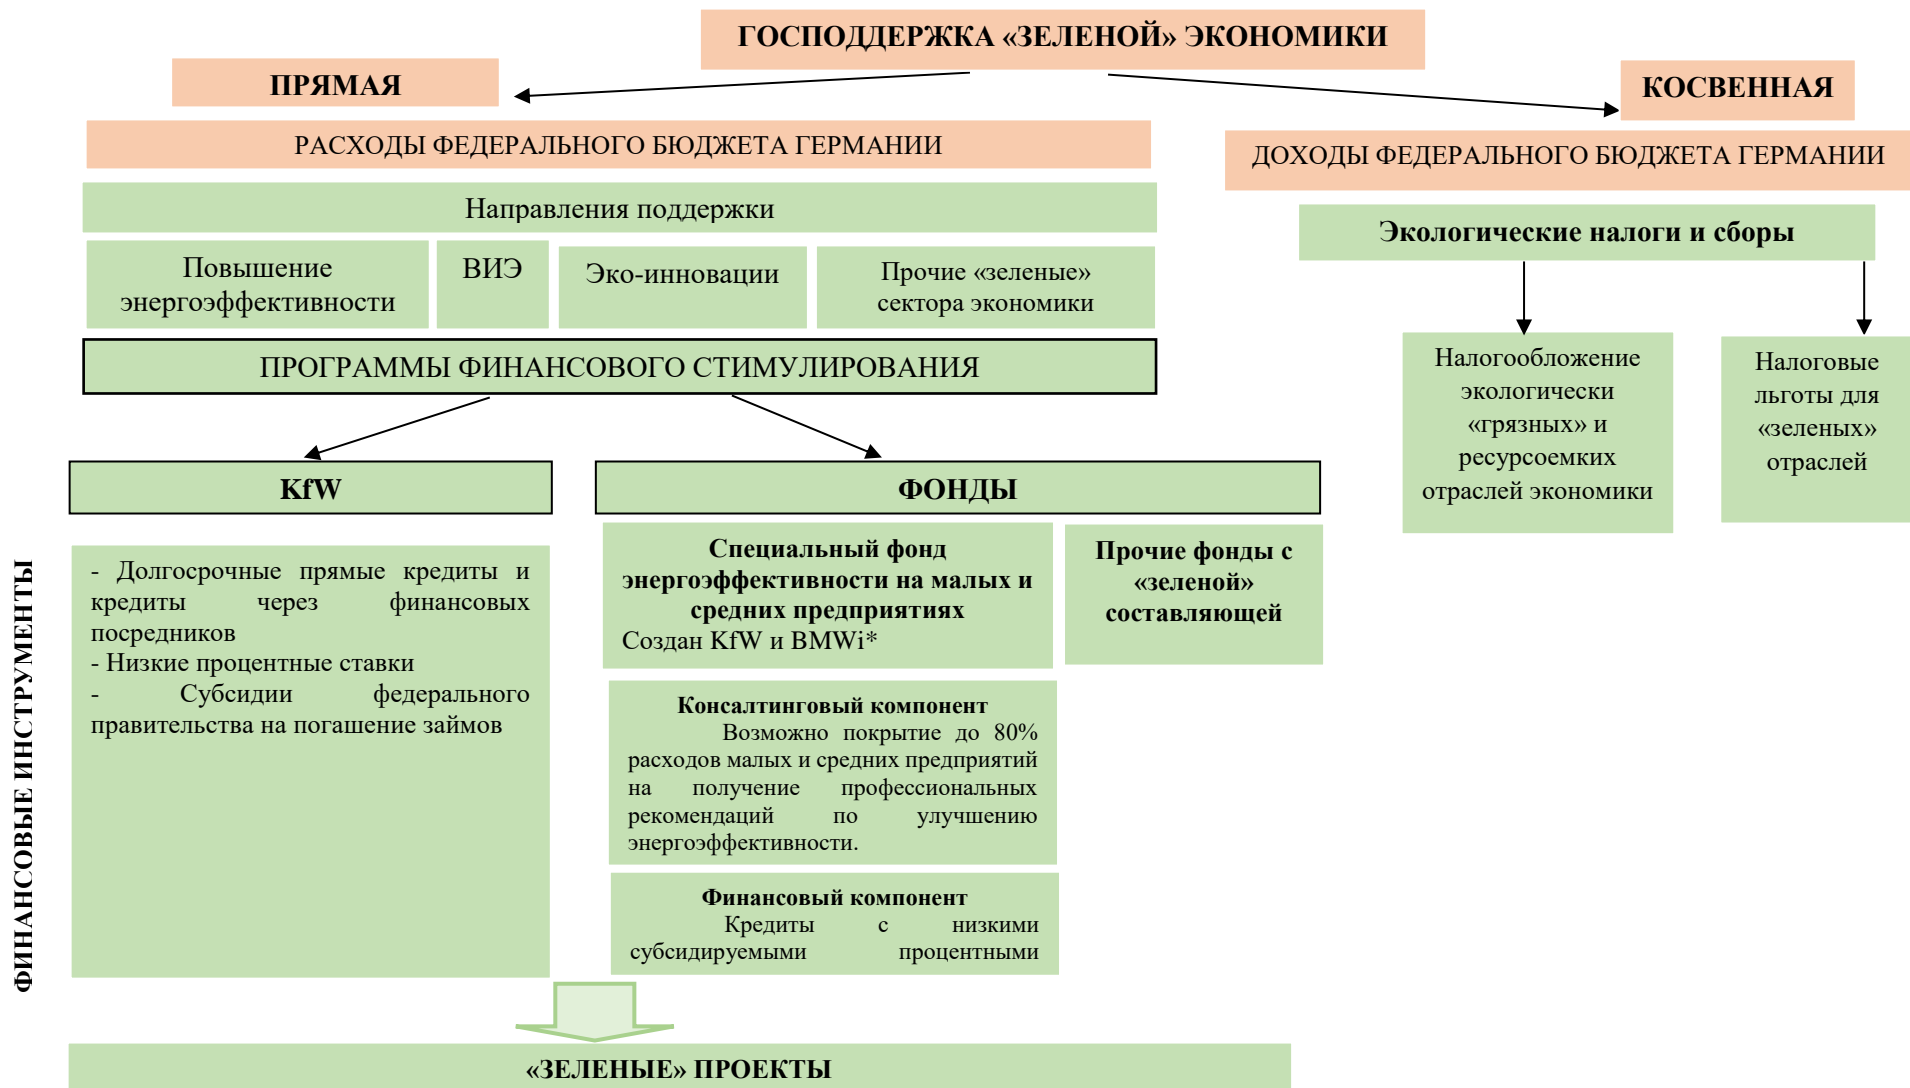 ГОСПОДДЕРЖКА «ЗЕЛЕНОЙ» ЭКОНОМИКИ
ПРЯМАЯ
КОСВЕННАЯ
РАСХОДЫ ФЕДЕРАЛЬНОГО БЮДЖЕТА ГЕРМАНИИ
ДОХОДЫ ФЕДЕРАЛЬНОГО БЮДЖЕТА ГЕРМАНИИ
Направления поддержки
Экологические налоги и сборы
Повышение
энергоэффективности
ВИЭ
Эко-инновации
Прочие «зеленые»
сектора экономики
ПРОГРАММЫ ФИНАНСОВОГО СТИМУЛИРОВАНИЯ
Налогообложение
экологически
«грязных» и
ресурсоемких
отраслей экономики
Налоговые
льготы для
«зеленых»
отраслей
KfW
ФОНДЫ
ФИНАНСОВЫЕ ИНСТРУМЕНТЫ
- Долгосрочные прямые кредиты и
кредиты через финансовых
посредников
- Низкие процентные ставки
- Субсидии федерального
правительства на погашение займов
Специальный фонд
энергоэффективности на малых и
средних предприятиях
Создан KfW и BMWi*
Прочие фонды с
«зеленой»
составляющей
Консалтинговый компонент
Возможно покрытие до 80%
расходов малых и средних предприятий
на получение профессиональных
рекомендаций по улучшению
энергоэффективности.
Финансовый компонент
Кредиты с низкими
субсидируемыми процентными
«ЗЕЛЕНЫЕ» ПРОЕКТЫ